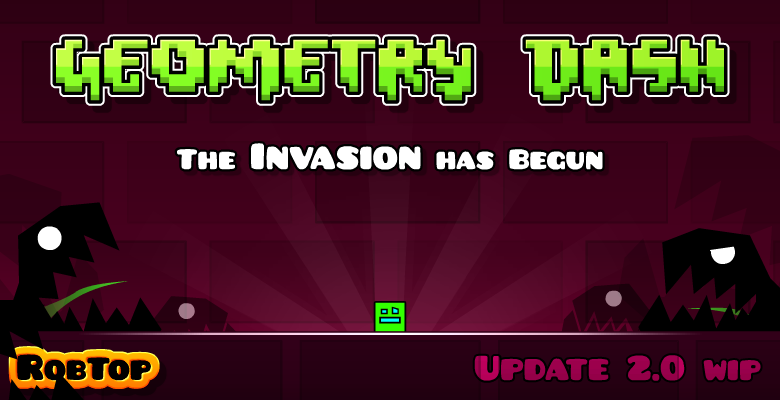 GEOMETRY DASH
THE INVASION HAS BEGUN
ROBTOP
UPDATE 2.0 WIP